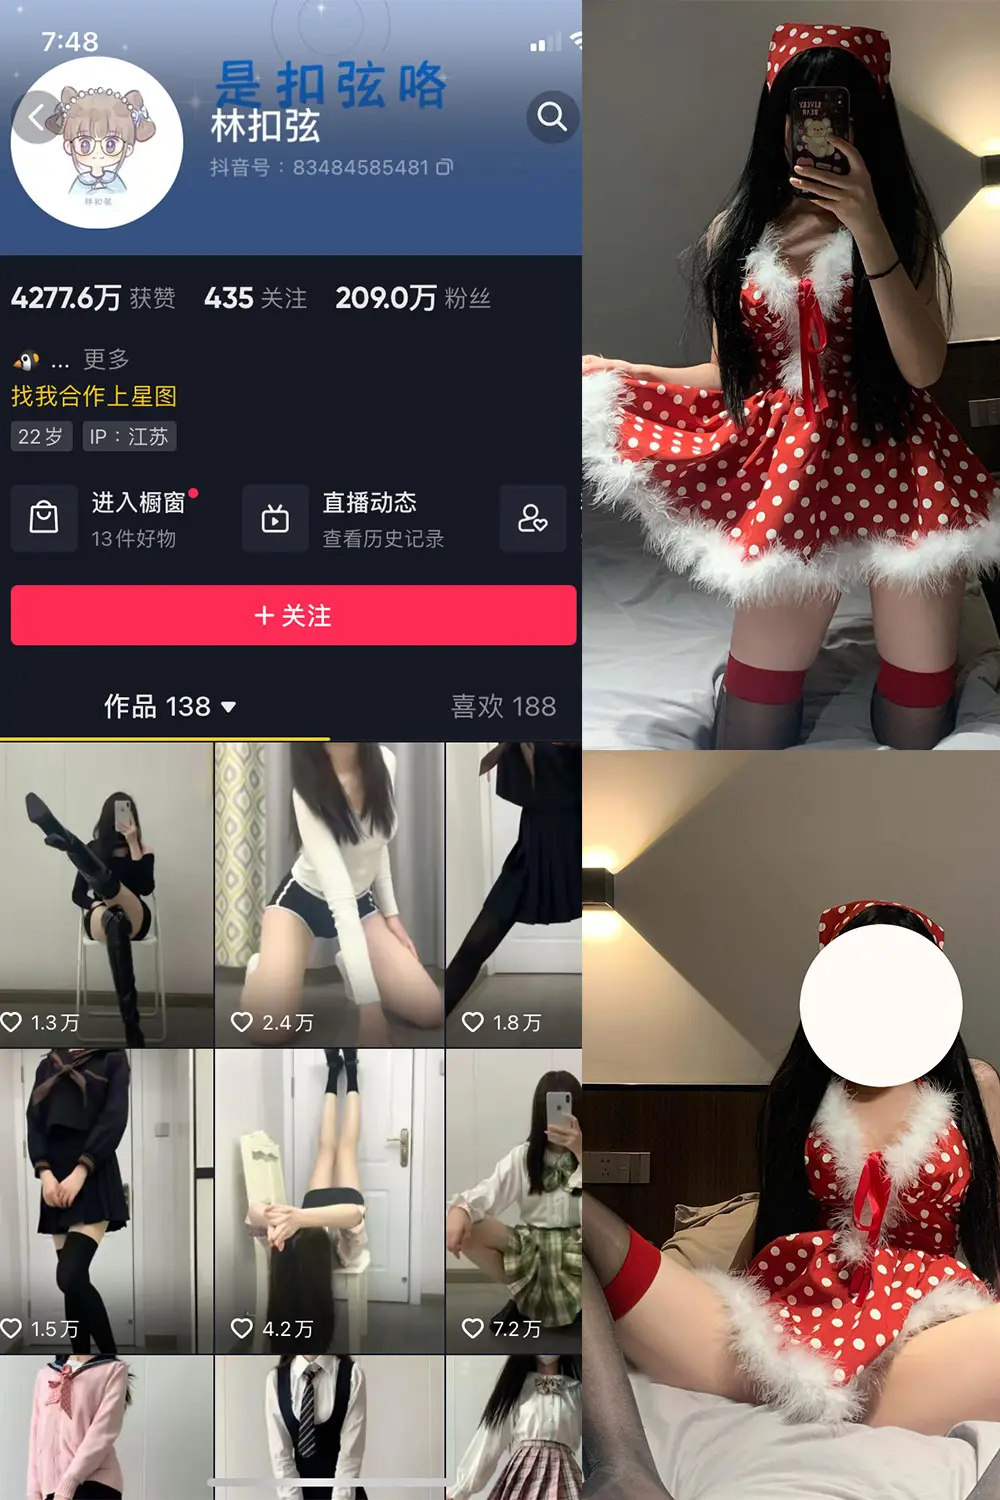 7:48
是扣弦咯
林扣弦
抖音号：83484585481
林扣弦
4277.6万 获赞 435 关注 209.0万 粉丝
... 更多
找我合作上星图
22岁 IP：江苏
进入橱窗 直播动态
13件好物 查看历史记录
+ 关注
作品 138 喜欢 188
1.3万 2.4万 1.8万
1.5万 4.2万 7.2万